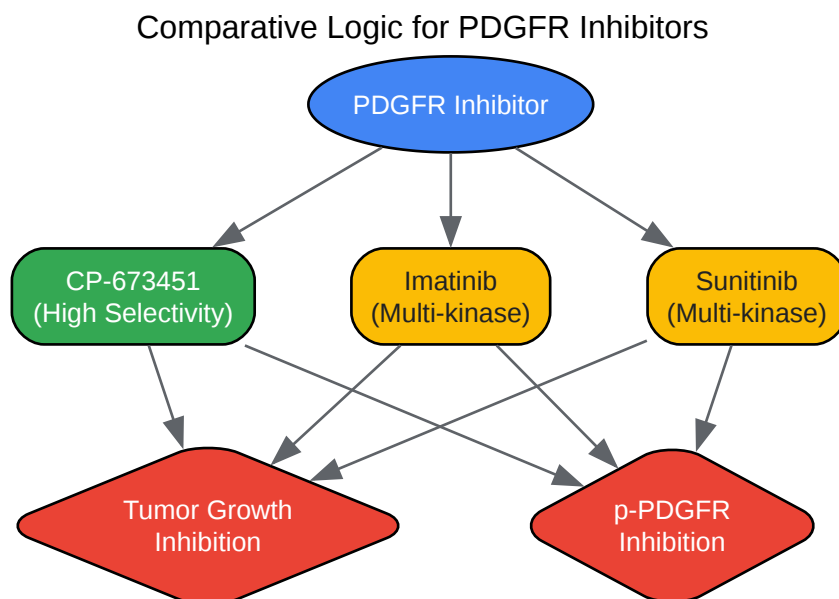 Comparative Logic for PDGFR Inhibitors
PDGFR Inhibitor
CP-673451
(High Selectivity)
Imatinib
(Multi-kinase)
Sunitinib
(Multi-kinase)
Tumor Growth
Inhibition
p-PDGFR
Inhibition